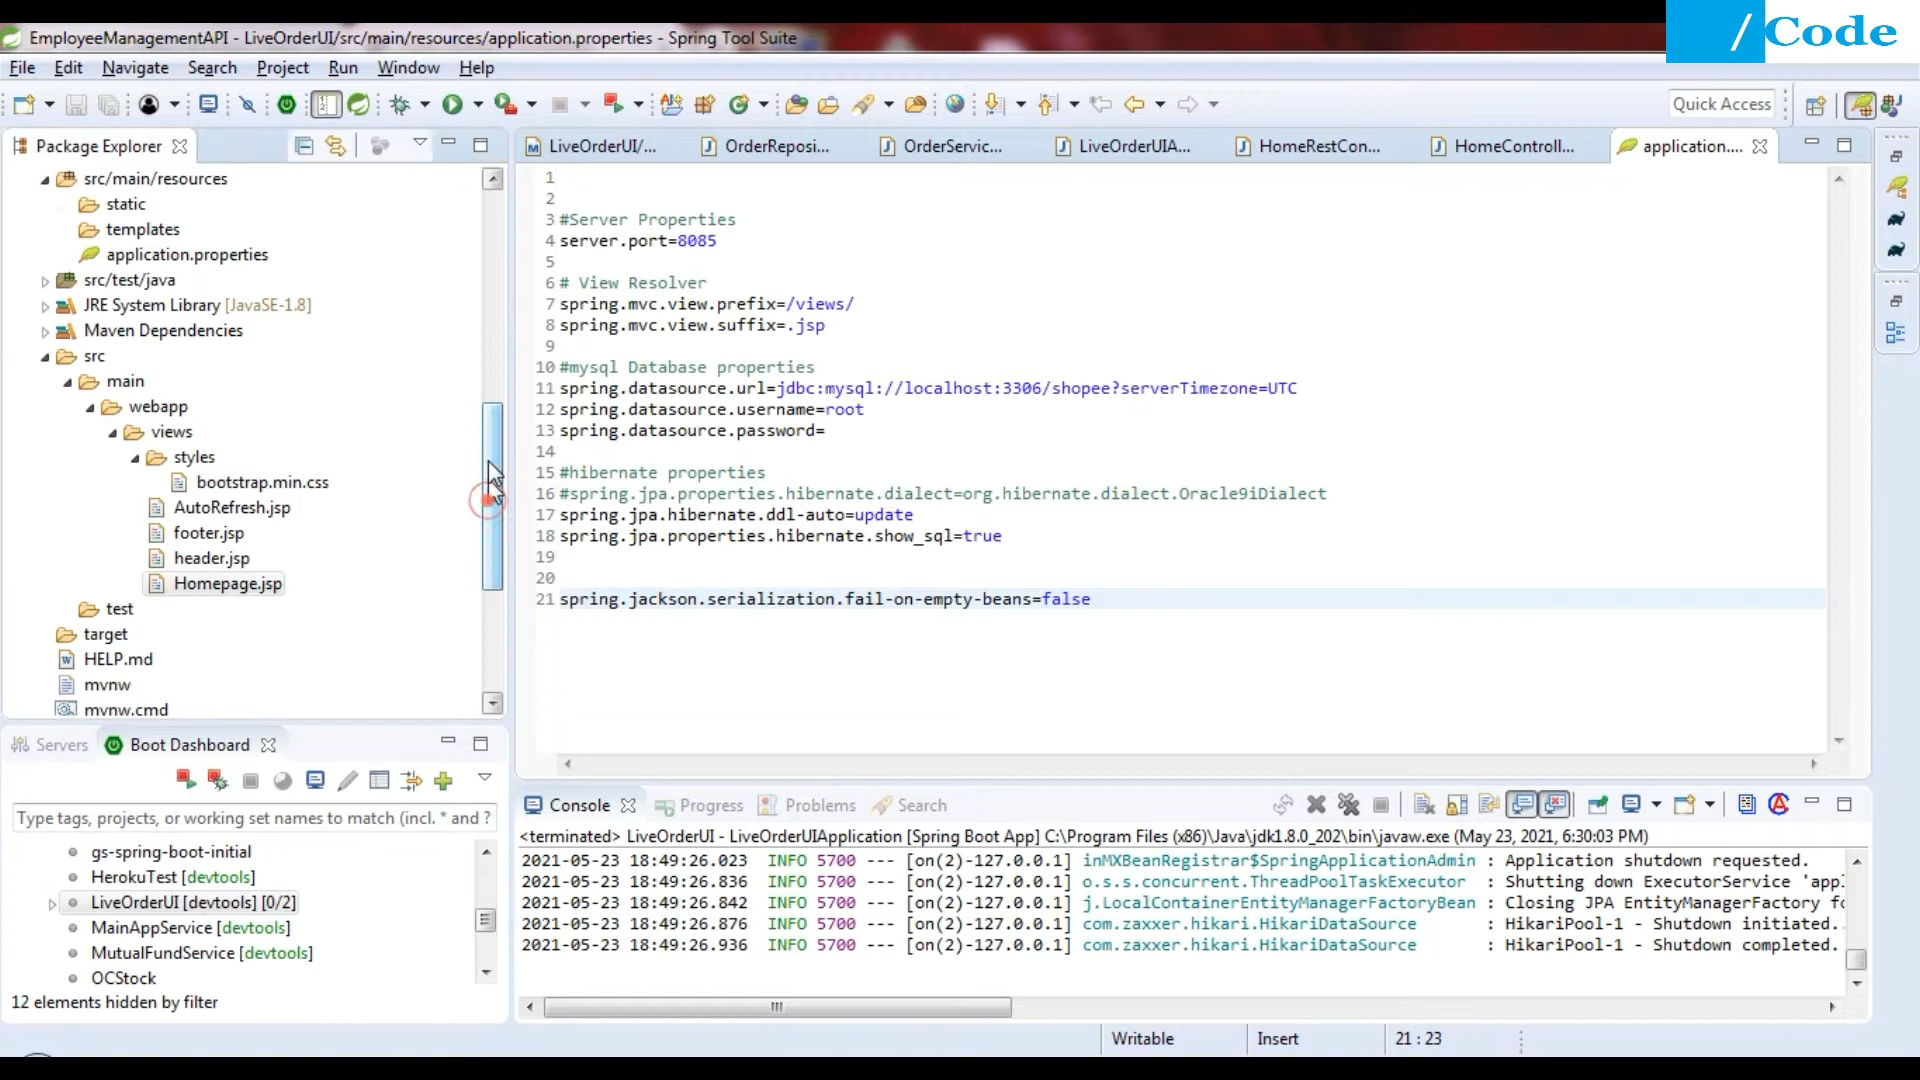 /Code
EmployeeManagementAPI - LiveOrderUI/src/main/resources/application.properties - Spring Tool Suite
File Edit Navigate Search Project Run Window Help
Quick Access
Package Explorer
LiveOrderUI/... OrderReposi... OrderServic... LiveOrderUIA... HomeRestCon... HomeControll... application....
src/main/resources
static
templates
application.properties
src/test/java
JRE System Library [JavaSE-1.8]
Maven Dependencies
src
main
webapp
views
styles
bootstrap.min.css
AutoRefresh.jsp
footer.jsp
header.jsp
Homepage.jsp
test
target
HELP.md
mvnw
mvnw.cmd
1
2
3 #Server Properties
4 server.port=8085
5
6 # View Resolver
7 spring.mvc.view.prefix=/views/
8 spring.mvc.view.suffix=.jsp
9
10 #mysql Database properties
11 spring.datasource.url=jdbc:mysql://localhost:3306/shopee?serverTimezone=UTC
12 spring.datasource.username=root
13 spring.datasource.password=
14
15 #hibernate properties
16 #spring.jpa.properties.hibernate.dialect=org.hibernate.dialect.Oracle9iDialect
17 spring.jpa.hibernate.ddl-auto=update
18 spring.jpa.properties.hibernate.show_sql=true
19
20
21 spring.jackson.serialization.fail-on-empty-beans=false
Servers Boot Dashboard
Type tags, projects, or working set names to match (incl. * and ?
gs-spring-boot-initial
HerokuTest [devtools]
LiveOrderUI [devtools] [0/2]
MainAppService [devtools]
MutualFundService [devtools]
OCStock
12 elements hidden by filter
Console Progress Problems Search
<terminated> LiveOrderUI - LiveOrderUIApplication [Spring Boot App] C:\Program Files (x86)\Java\jdk1.8.0_202\bin\javaw.exe (May 23, 2021, 6:30:03 PM)
2021-05-23 18:49:26.023 INFO 5700 --- [on(2)-127.0.0.1] inMXBeanRegistrar$SpringApplicationAdmin : Application shutdown requested.
2021-05-23 18:49:26.836 INFO 5700 --- [on(2)-127.0.0.1] o.s.s.concurrent.ThreadPoolTaskExecutor : Shutting down ExecutorService 'appl
2021-05-23 18:49:26.842 INFO 5700 --- [on(2)-127.0.0.1] j.LocalContainerEntityManagerFactoryBean : Closing JPA EntityManagerFactory fo
2021-05-23 18:49:26.876 INFO 5700 --- [on(2)-127.0.0.1] com.zaxxer.hikari.HikariDataSource : HikariPool-1 - Shutdown initiated..
2021-05-23 18:49:26.936 INFO 5700 --- [on(2)-127.0.0.1] com.zaxxer.hikari.HikariDataSource : HikariPool-1 - Shutdown completed.
Writable Insert 21 : 23